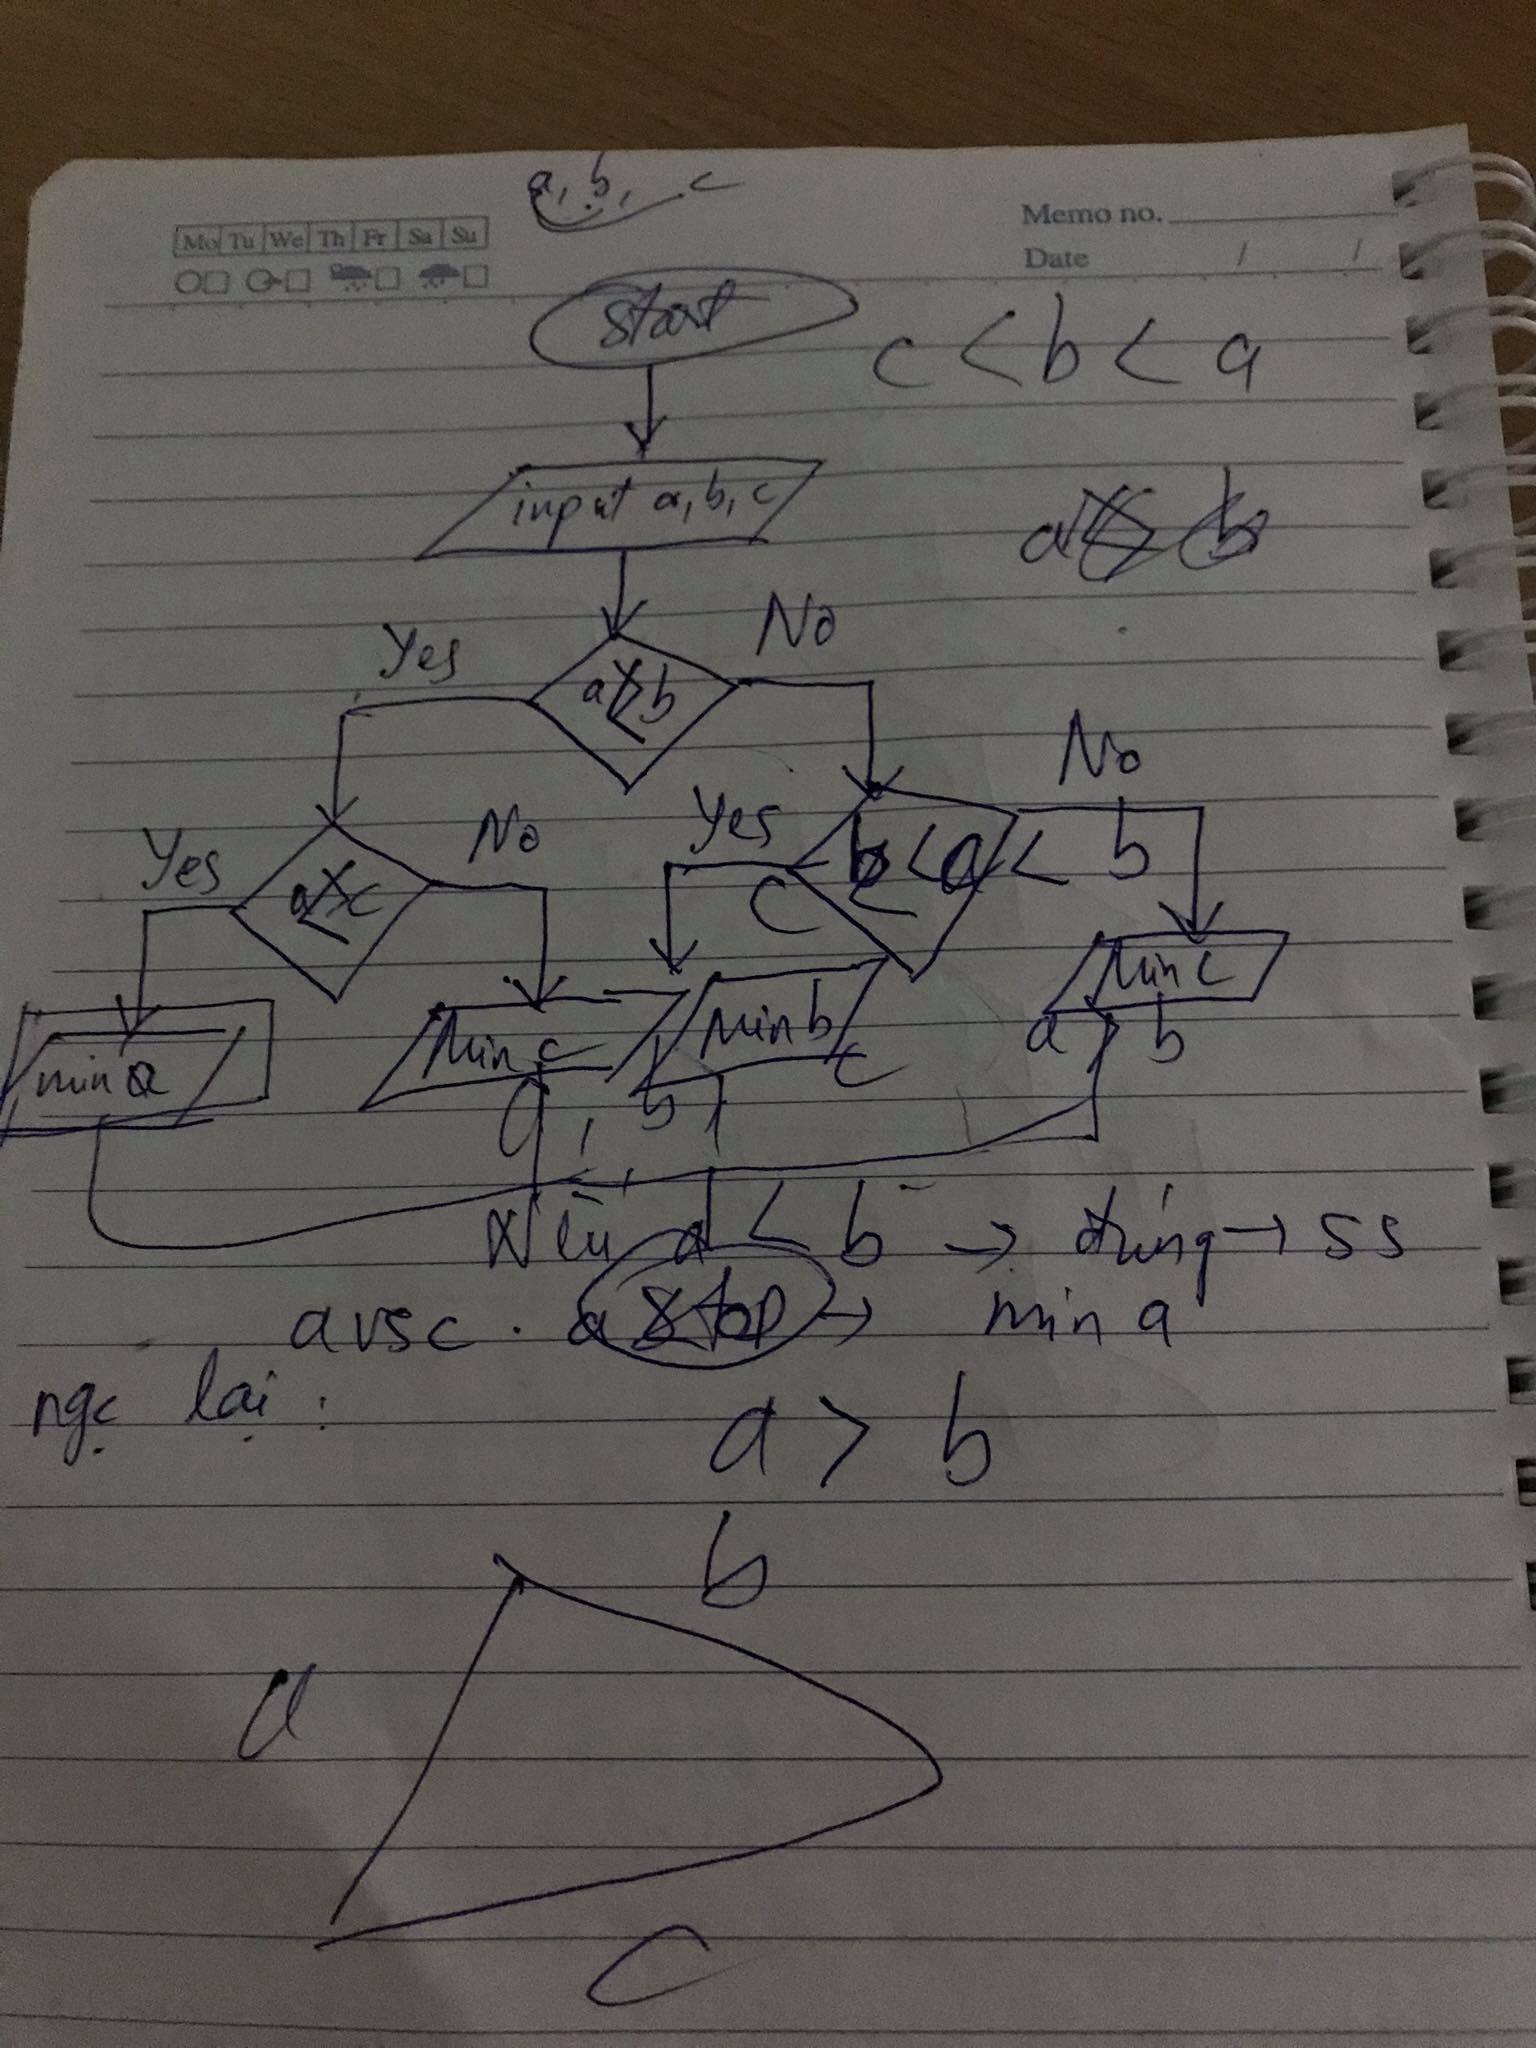 a, b, c
Memo no.
Mo Tu We Th Fr Sa Su
Date / /
start
c < b < a
input a, b, c
b
Yes
No
a < b
No
Yes
No
Yes
a < c
b < a < b
c
min a
Min c
Min b
Min c
c
a > b
a, b,
Nếu a < b → đúng → ss
a vs c . a stop → min a
ngc lại :
a > b
b
a
c